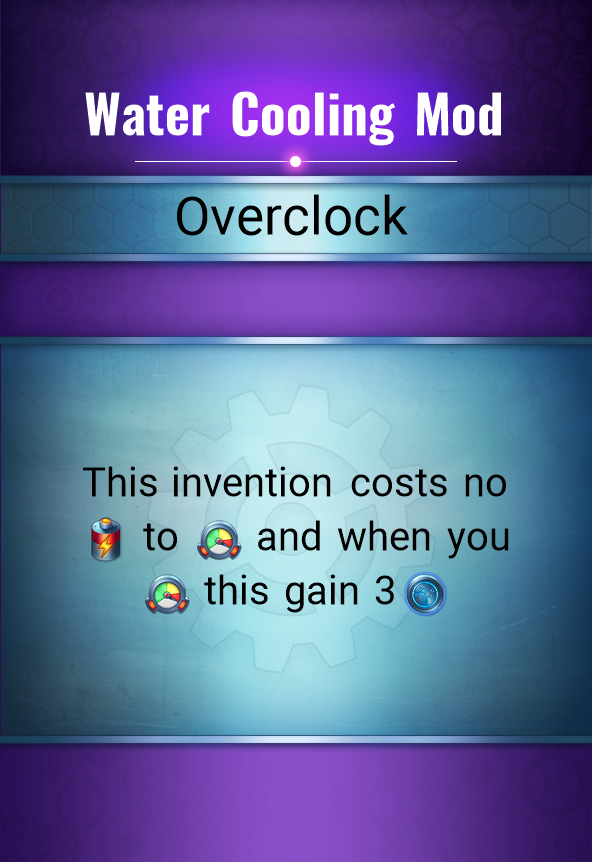 Water Cooling Mod
Overclock
This invention costs no
to and when you
this gain 3